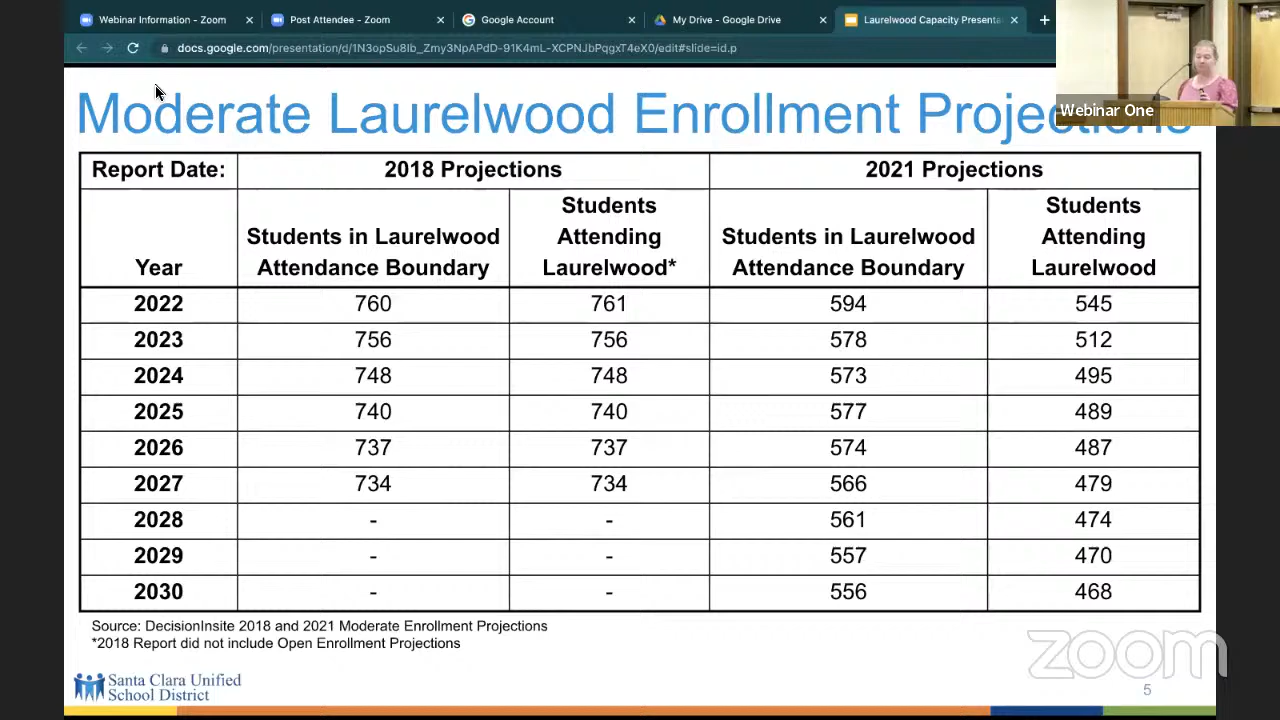 Webinar Information - Zoom
Post Attendee - Zoom
Google Account
My Drive - Google Drive
Laurelwood Capacity Presenta
docs.google.com/presentation/d/1N3opSu8Ib_Zmy3NpAPdD-91K4mL-XCPNJbPqgxT4eX0/edit#slide=id.p
Webinar One
Moderate Laurelwood Enrollment Projections
Report Date: 2018 Projections 2021 Projections
Year Students in Laurelwood Attendance Boundary Students Attending Laurelwood* Students in Laurelwood Attendance Boundary Students Attending Laurelwood
2022 760 761 594 545
2023 756 756 578 512
2024 748 748 573 495
2025 740 740 577 489
2026 737 737 574 487
2027 734 734 566 479
2028 - - 561 474
2029 - - 557 470
2030 - - 556 468
Source: DecisionInsite 2018 and 2021 Moderate Enrollment Projections
*2018 Report did not include Open Enrollment Projections
Santa Clara Unified
School District
zoom
5